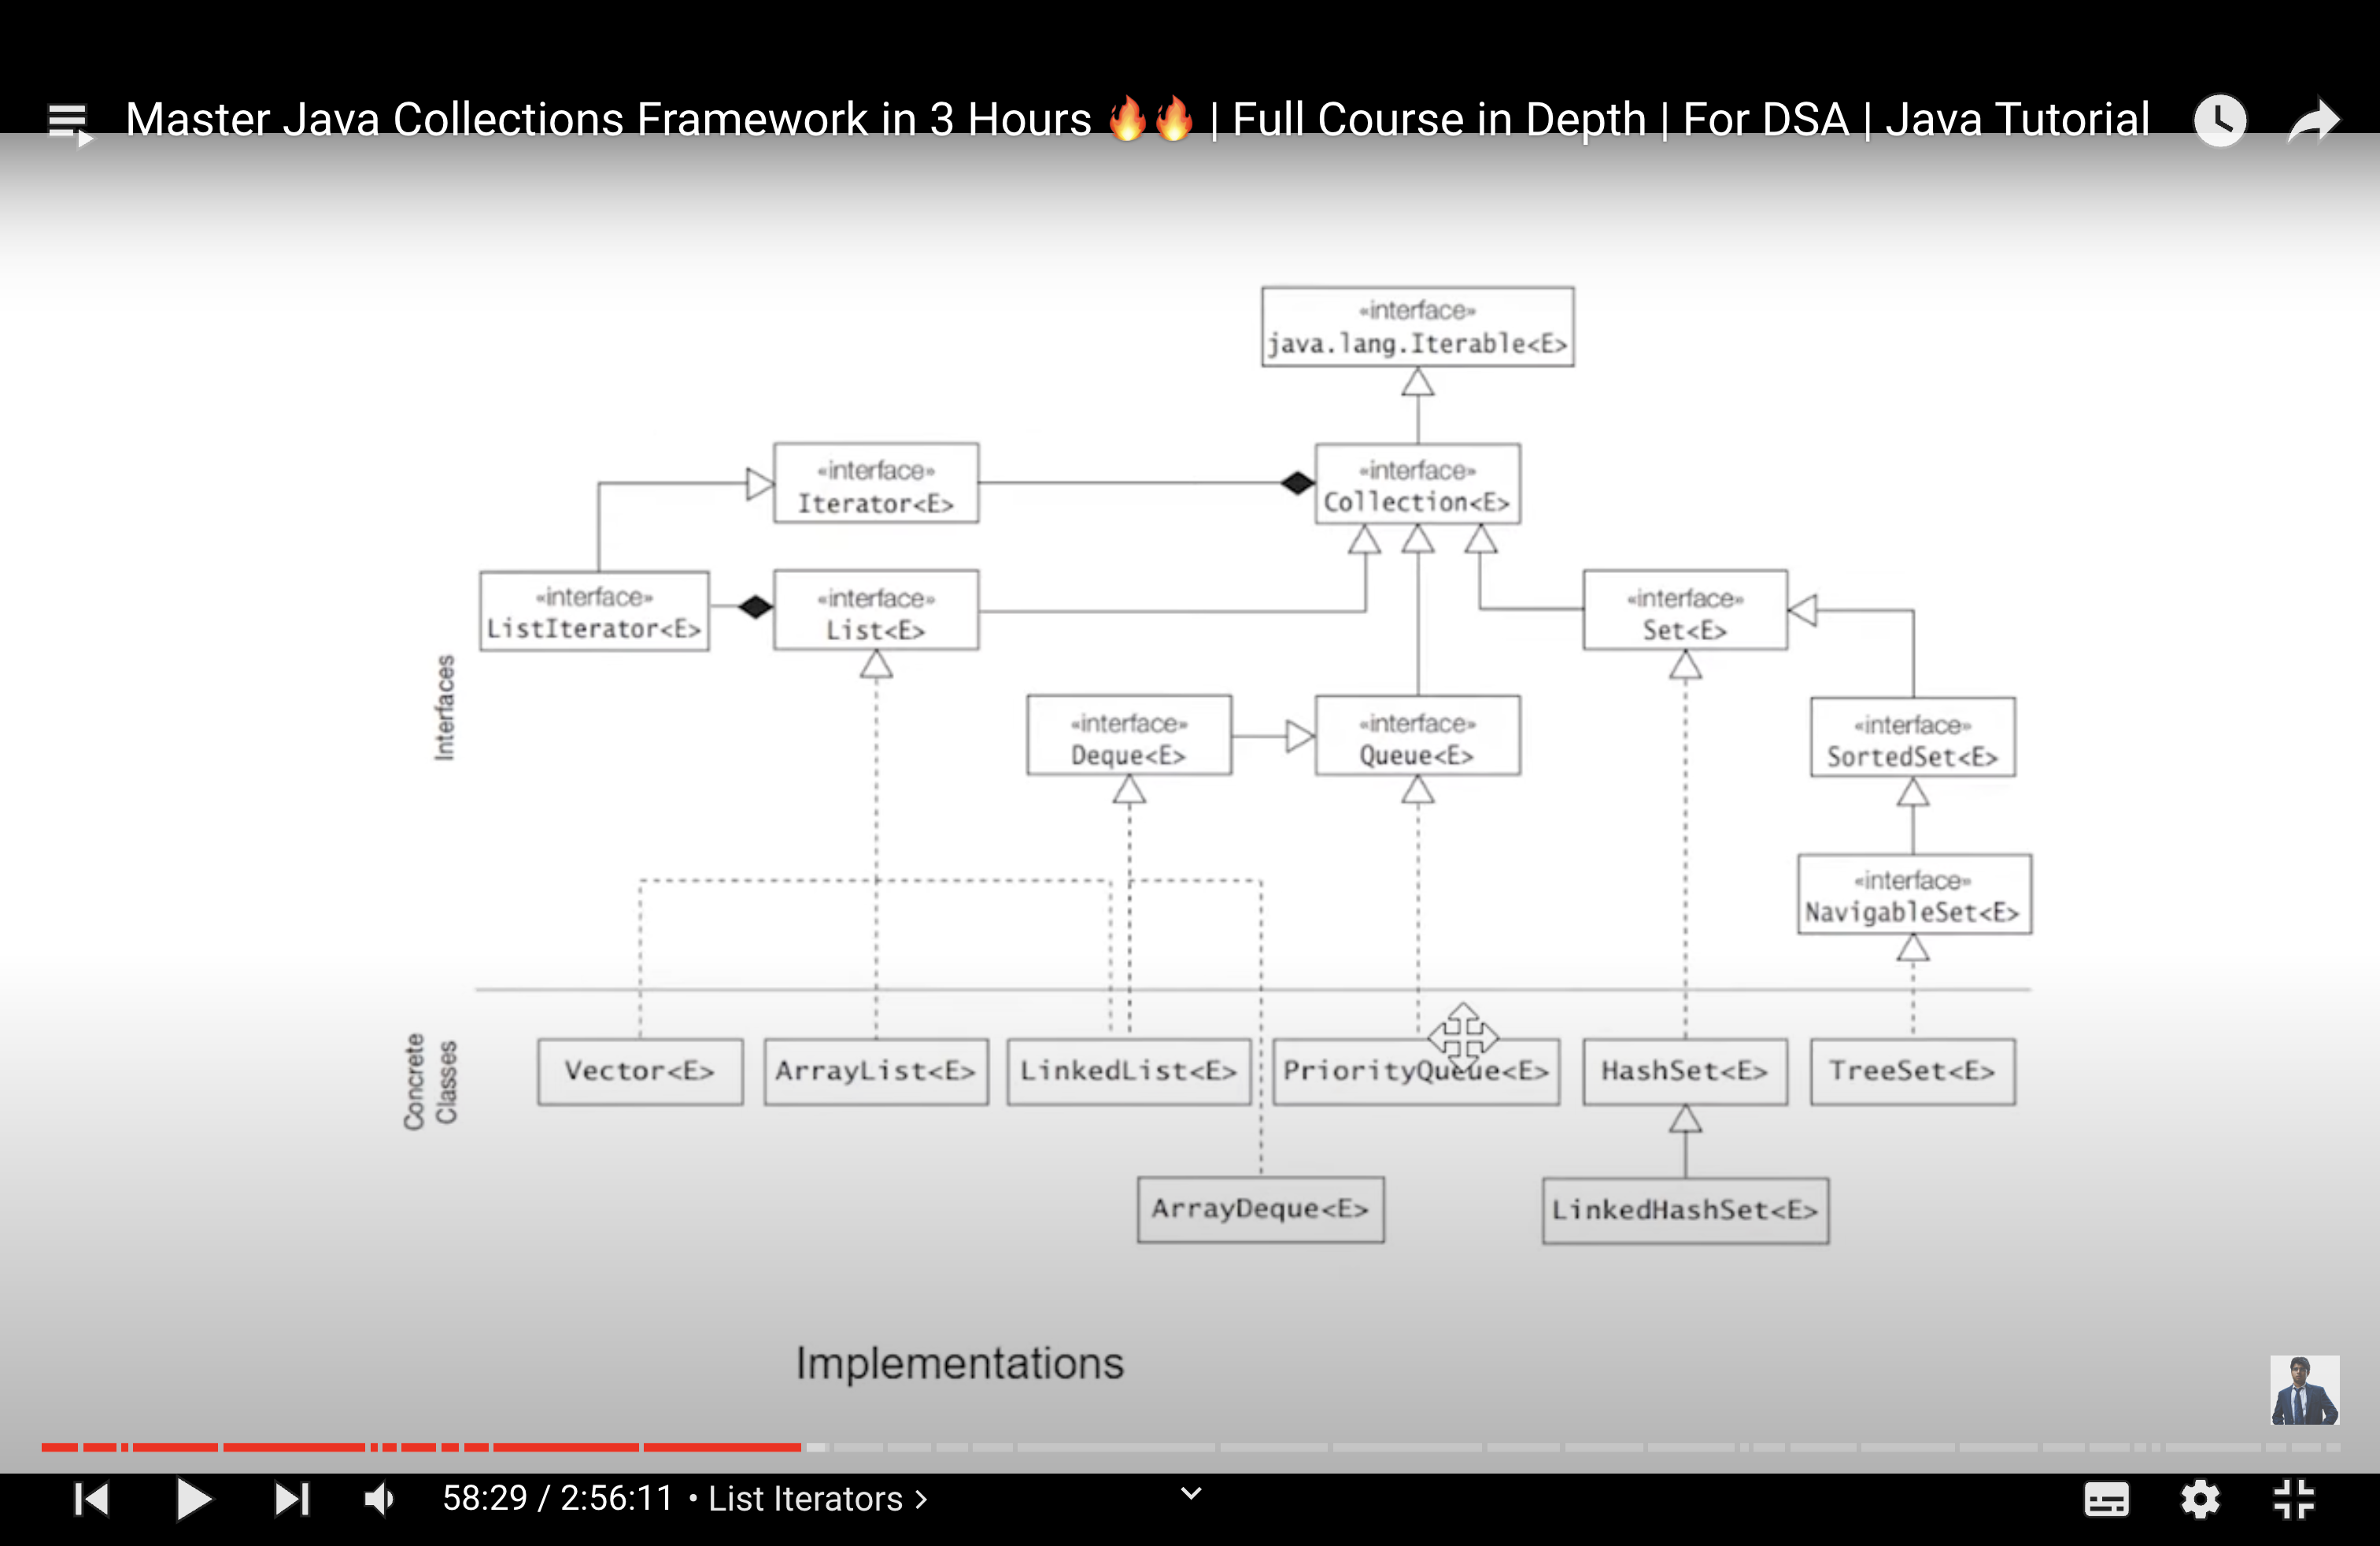 Master Java Collections Framework in 3 Hours 🔥🔥 | Full Course in Depth | For DSA | Java Tutorial
«interface»
java.lang.Iterable<E>
«interface»
Iterator<E>
«interface»
Collection<E>
«interface»
ListIterator<E>
«interface»
List<E>
«interface»
Set<E>
Interfaces
«interface»
Deque<E>
«interface»
Queue<E>
«interface»
SortedSet<E>
«interface»
NavigableSet<E>
Concrete
Classes
Vector<E>
ArrayList<E>
LinkedList<E>
PriorityQueue<E>
HashSet<E>
TreeSet<E>
ArrayDeque<E>
LinkedHashSet<E>
Implementations
58:29 / 2:56:11 • List Iterators >